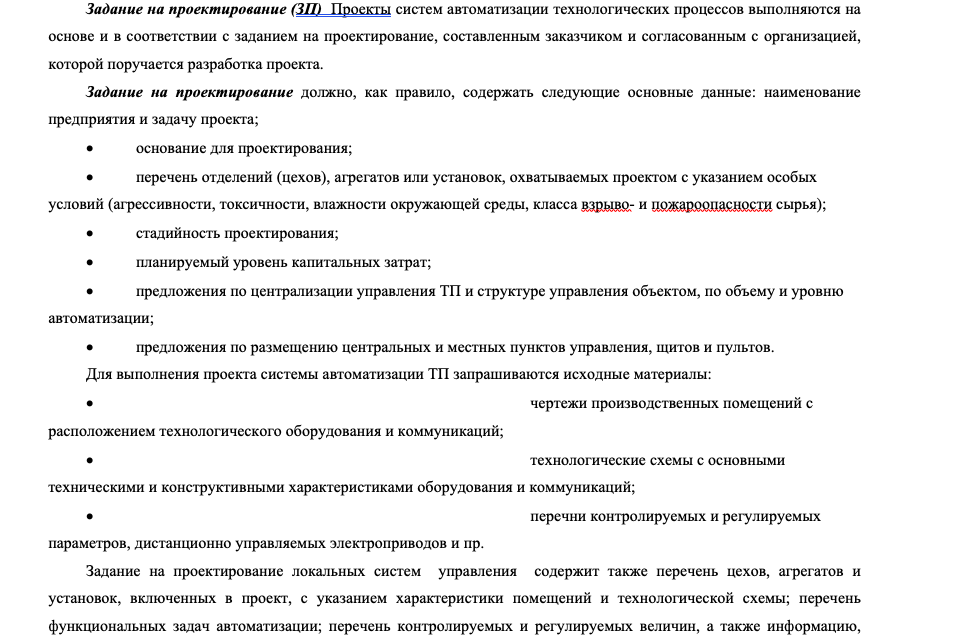 Задание на проектирование (ЗП) Проекты систем автоматизации технологических процессов выполняются на
основе и в соответствии с заданием на проектирование, составленным заказчиком и согласованным с организацией,
которой поручается разработка проекта.
Задание на проектирование должно, как правило, содержать следующие основные данные: наименование
предприятия и задачу проекта;
• основание для проектирования;
• перечень отделений (цехов), агрегатов или установок, охватываемых проектом с указанием особых
условий (агрессивности, токсичности, влажности окружающей среды, класса взрыво- и пожароопасности сырья);
• стадийность проектирования;
• планируемый уровень капитальных затрат;
• предложения по централизации управления ТП и структуре управления объектом, по объему и уровню
автоматизации;
• предложения по размещению центральных и местных пунктов управления, щитов и пультов.
Для выполнения проекта системы автоматизации ТП запрашиваются исходные материалы:
• чертежи производственных помещений с
расположением технологического оборудования и коммуникаций;
• технологические схемы с основными
техническими и конструктивными характеристиками оборудования и коммуникаций;
• перечни контролируемых и регулируемых
параметров, дистанционно управляемых электроприводов и пр.
Задание на проектирование локальных систем управления содержит также перечень цехов, агрегатов и
установок, включенных в проект, с указанием характеристики помещений и технологической схемы; перечень
функциональных задач автоматизации; перечень контролируемых и регулируемых величин, а также информацию,